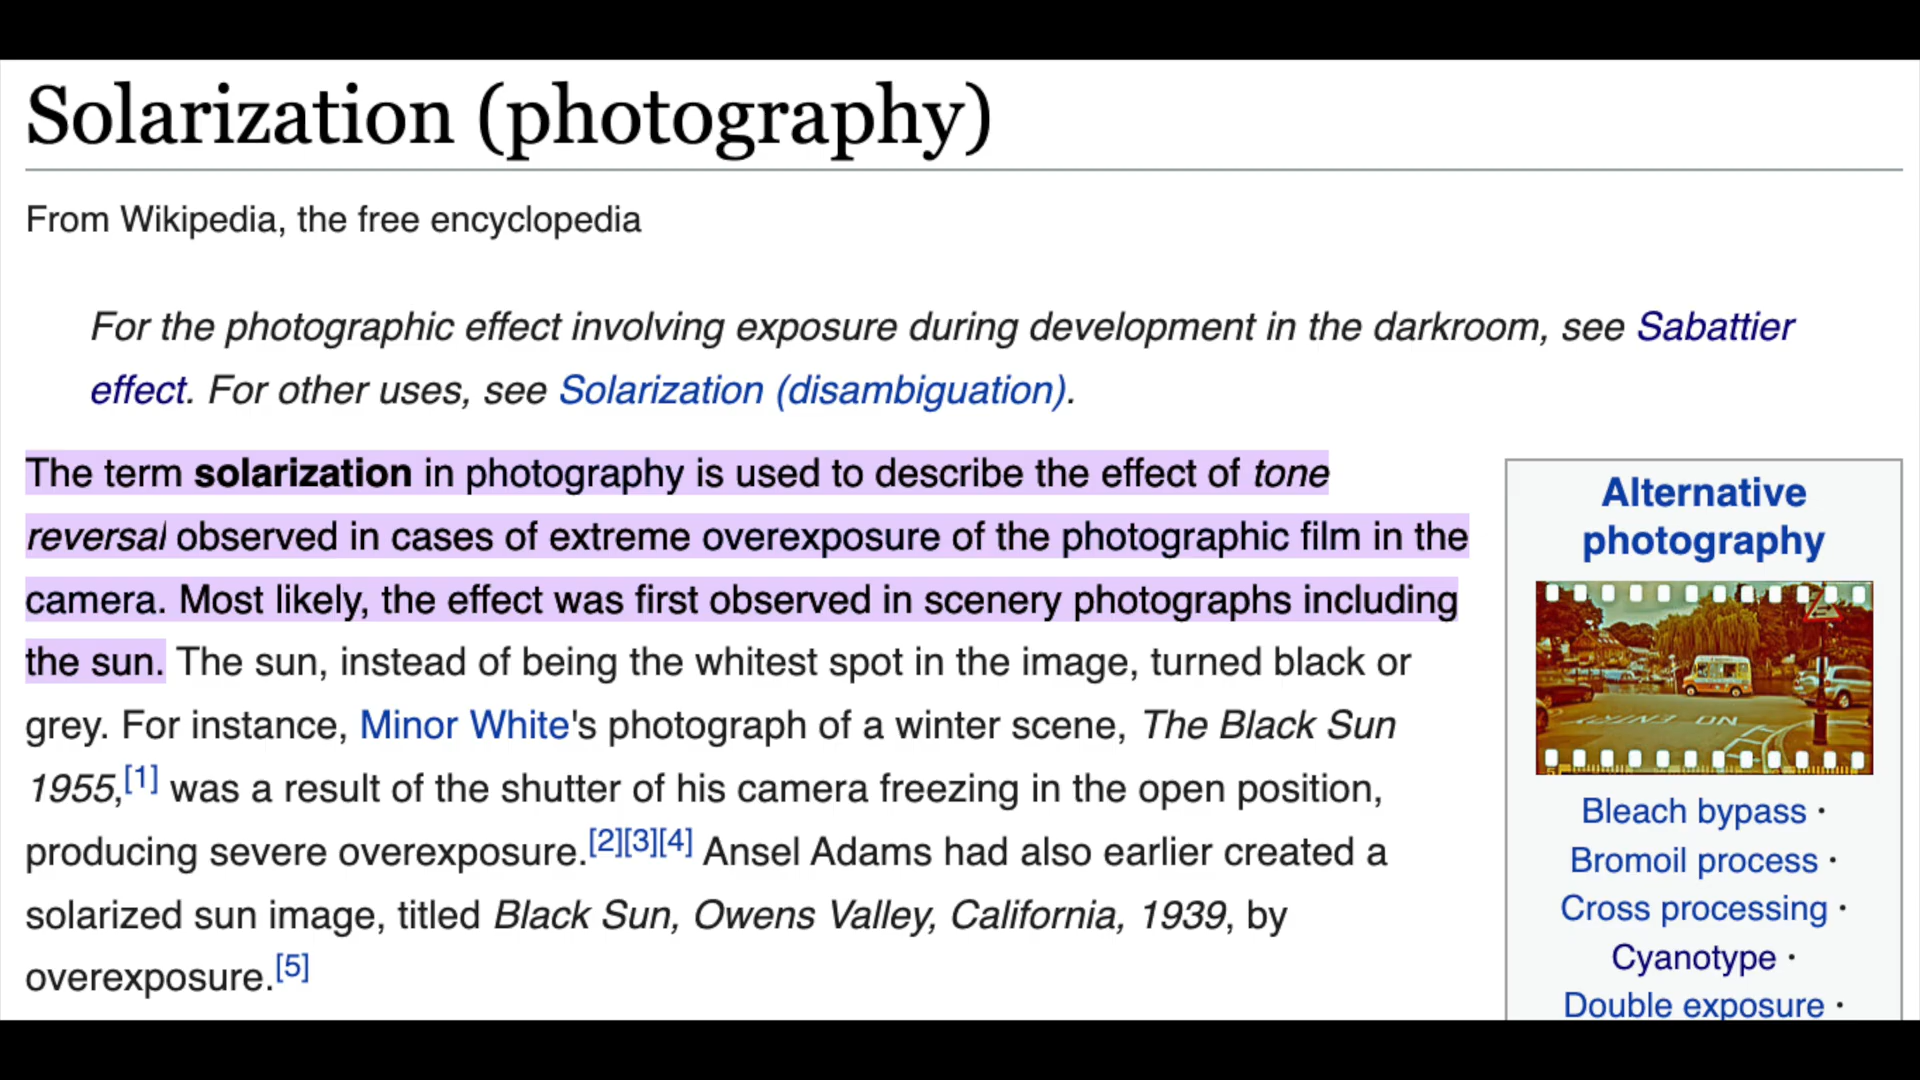 Solarization (photography)
From Wikipedia, the free encyclopedia
For the photographic effect involving exposure during development in the darkroom, see Sabattier
effect. For other uses, see Solarization (disambiguation).
The term solarization in photography is used to describe the effect of tone
reversal observed in cases of extreme overexposure of the photographic film in the
camera. Most likely, the effect was first observed in scenery photographs including
the sun. The sun, instead of being the whitest spot in the image, turned black or
grey. For instance, Minor White's photograph of a winter scene, The Black Sun
1955,[1] was a result of the shutter of his camera freezing in the open position,
producing severe overexposure.[2][3][4] Ansel Adams had also earlier created a
solarized sun image, titled Black Sun, Owens Valley, California, 1939, by
overexposure.[5]
Alternative
photography
Bleach bypass ·
Bromoil process ·
Cross processing ·
Cyanotype ·
Double exposure ·